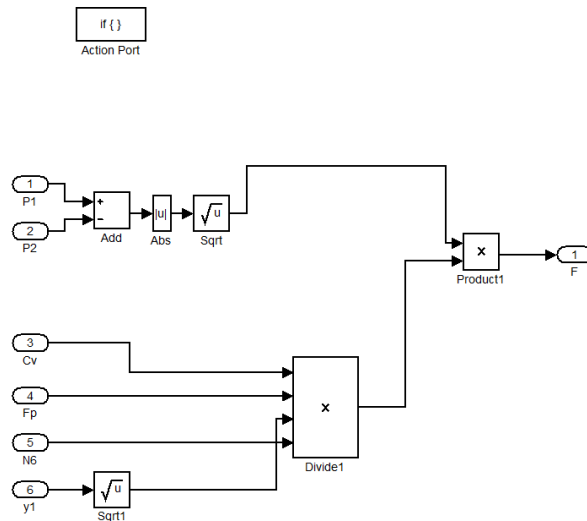 if { }
Action Port
1
P1
2
P2
+
−
Add
|u|
Abs
√u
Sqrt
×
Product1
1
F
3
Cv
4
Fp
5
N6
6
y1
√u
Sqrt1
×
Divide1